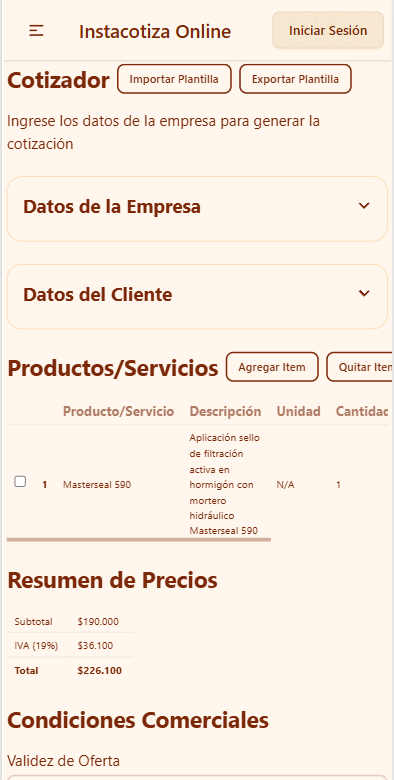 Instacotiza Online
Iniciar Sesión
Cotizador
Importar Plantilla
Exportar Plantilla
Ingrese los datos de la empresa para generar la
cotización
Datos de la Empresa
Datos del Cliente
Productos/Servicios
Agregar Item
Quitar Item
Producto/Servicio Descripción Unidad Cantidad
Aplicación sello
de filtración
activa en
hormigón con
mortero
hidráulico
Masterseal 590
1 Masterseal 590 N/A 1
Resumen de Precios
Subtotal $190.000
IVA (19%) $36.100
Total $226.100
Condiciones Comerciales
Validez de Oferta